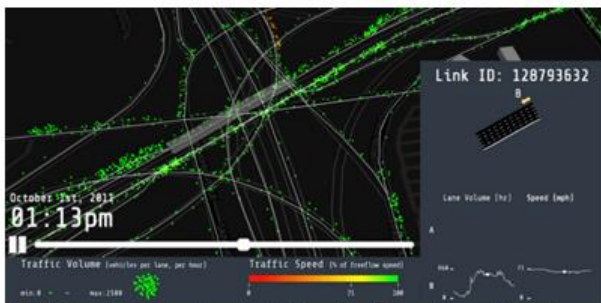 Link ID: 128793632
B
October 1st, 2011
01:13pm
Lane Volume [hr]
Speed [mph]
A
Traffic Volume (vehicles per lane, per hour)
min.0
max:2500
Traffic Speed (% of freeflow speed)
0
75
100
B